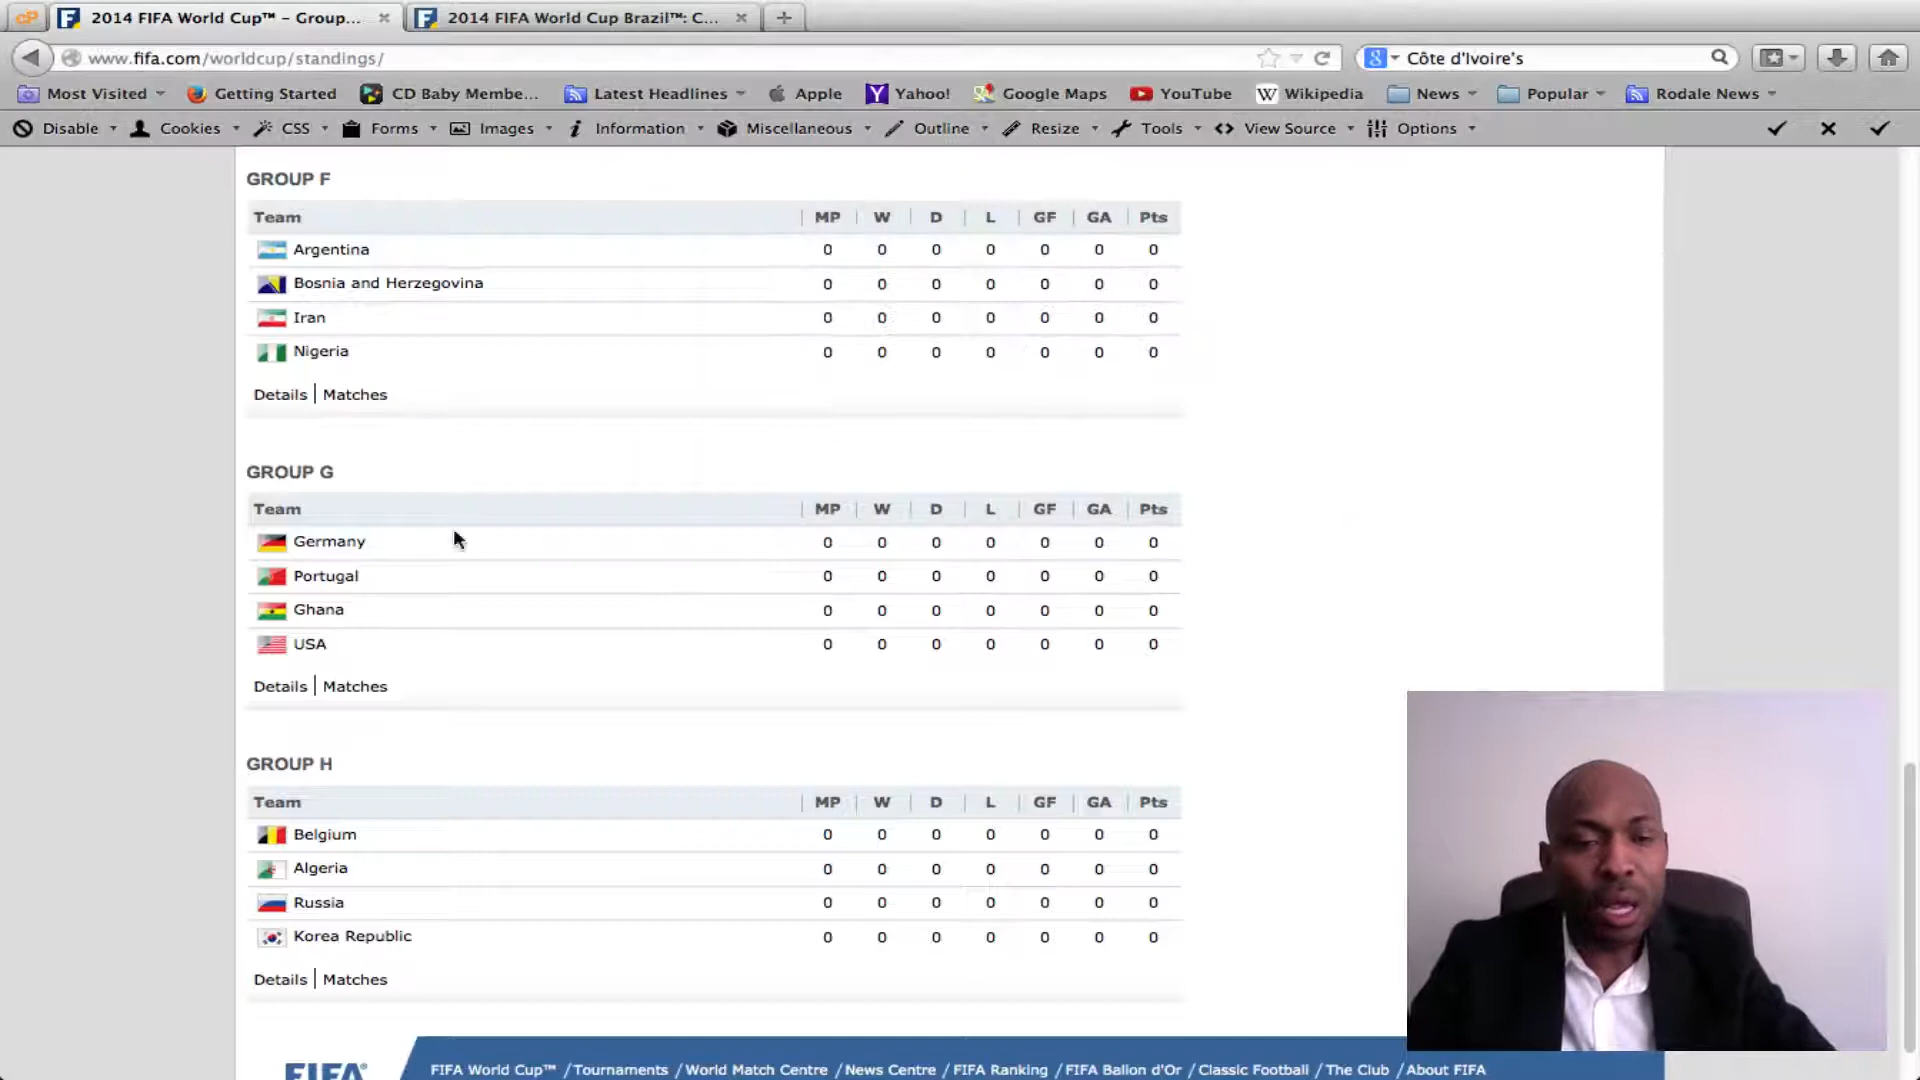 2014 FIFA World Cup™ – Group... 2014 FIFA World Cup Brazil™: C...
www.fifa.com/worldcup/standings/ Côte d'Ivoire's
Most Visited Getting Started CD Baby Membe... Latest Headlines Apple Yahoo! Google Maps YouTube Wikipedia News Popular Rodale News
Disable Cookies CSS Forms Images Information Miscellaneous Outline Resize Tools View Source Options
GROUP F
Team MP W D L GF GA Pts
Argentina 0 0 0 0 0 0 0
Bosnia and Herzegovina 0 0 0 0 0 0 0
Iran 0 0 0 0 0 0 0
Nigeria 0 0 0 0 0 0 0
Details | Matches
GROUP G
Team MP W D L GF GA Pts
Germany 0 0 0 0 0 0 0
Portugal 0 0 0 0 0 0 0
Ghana 0 0 0 0 0 0 0
USA 0 0 0 0 0 0 0
Details | Matches
GROUP H
Team MP W D L GF GA Pts
Belgium 0 0 0 0 0 0 0
Algeria 0 0 0 0 0 0 0
Russia 0 0 0 0 0 0 0
Korea Republic 0 0 0 0 0 0 0
Details | Matches
FIFA® FIFA World Cup™ / Tournaments / World Match Centre / News Centre / FIFA Ranking / FIFA Ballon d'Or / Classic Football / The Club / About FIFA